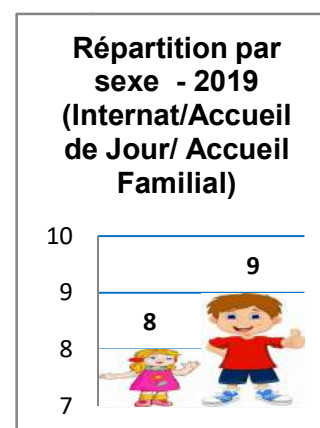 Répartition par
sexe - 2019
(Internat/Accueil
de Jour/ Accueil
Familial)
10
9
9
8
8
7